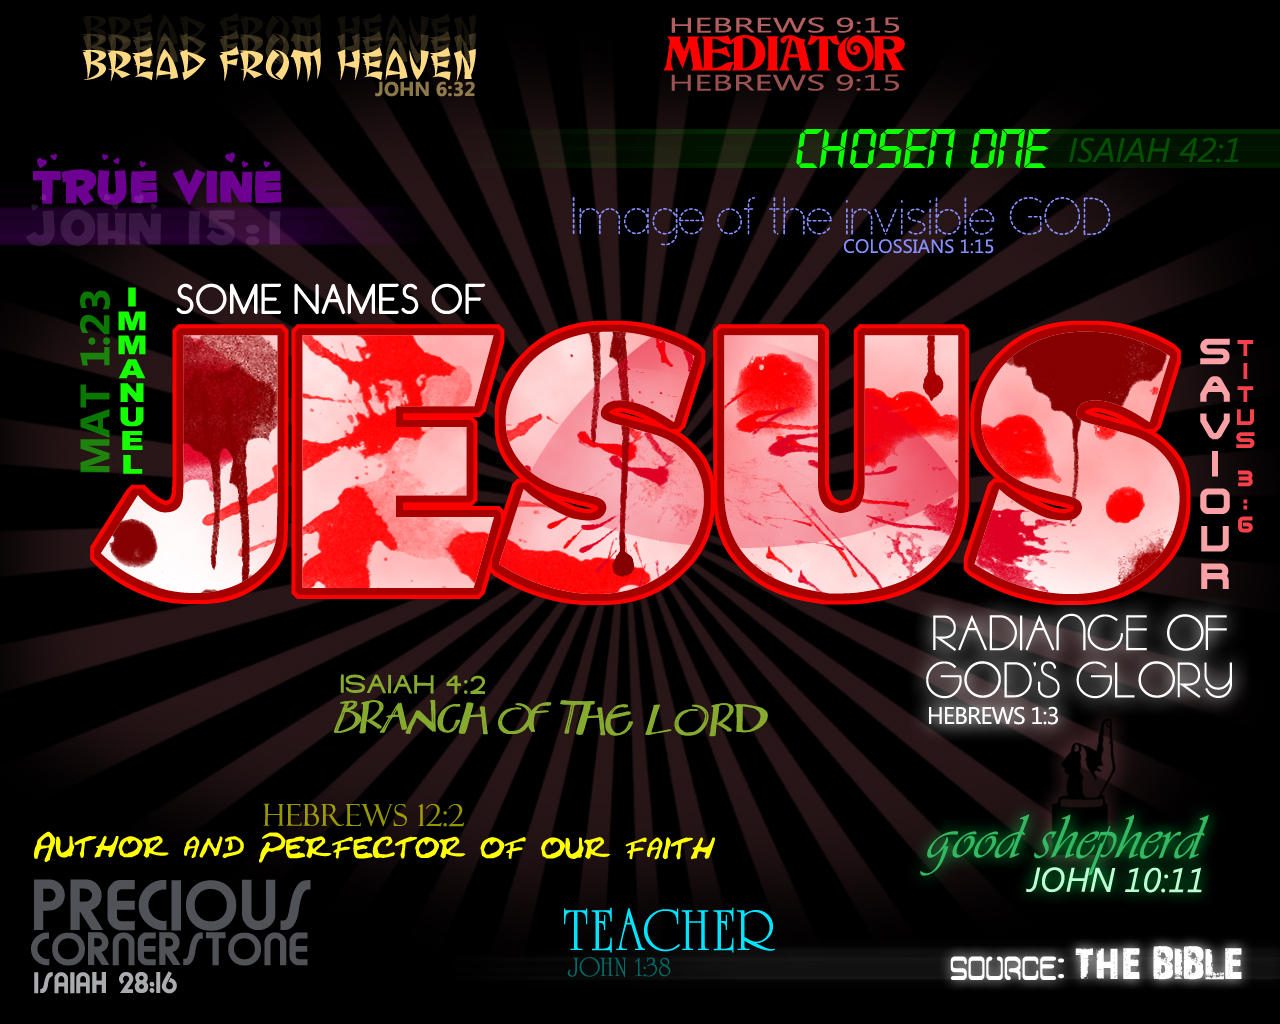 BREAD FROM HEAVEN
BREAD FROM HEAVEN
BREAD FROM HEAVEN
JOHN 6:32
HEBREWS 9:15
MEDIATOR
HEBREWS 9:15
CHOSEN ONE ISAIAH 42:1
TRUE VINE
JOHN 15:1
Image of the invisible GOD
COLOSSIANS 1:15
MAT 1:23
IMMANUEL
SOME NAMES OF
JESUS
SAVIOUR
TITUS 3:6
RADIANCE OF
GOD'S GLORY
HEBREWS 1:3
ISAIAH 4:2
BRANCH OF THE LORD
HEBREWS 12:2
AUTHOR AND PERFECTOR OF OUR FAITH
good shepherd
JOHN 10:11
PRECIOUS
CORNERSTONE
ISAIAH 28:16
TEACHER
JOHN 1:38
SOURCE: THE BIBLE